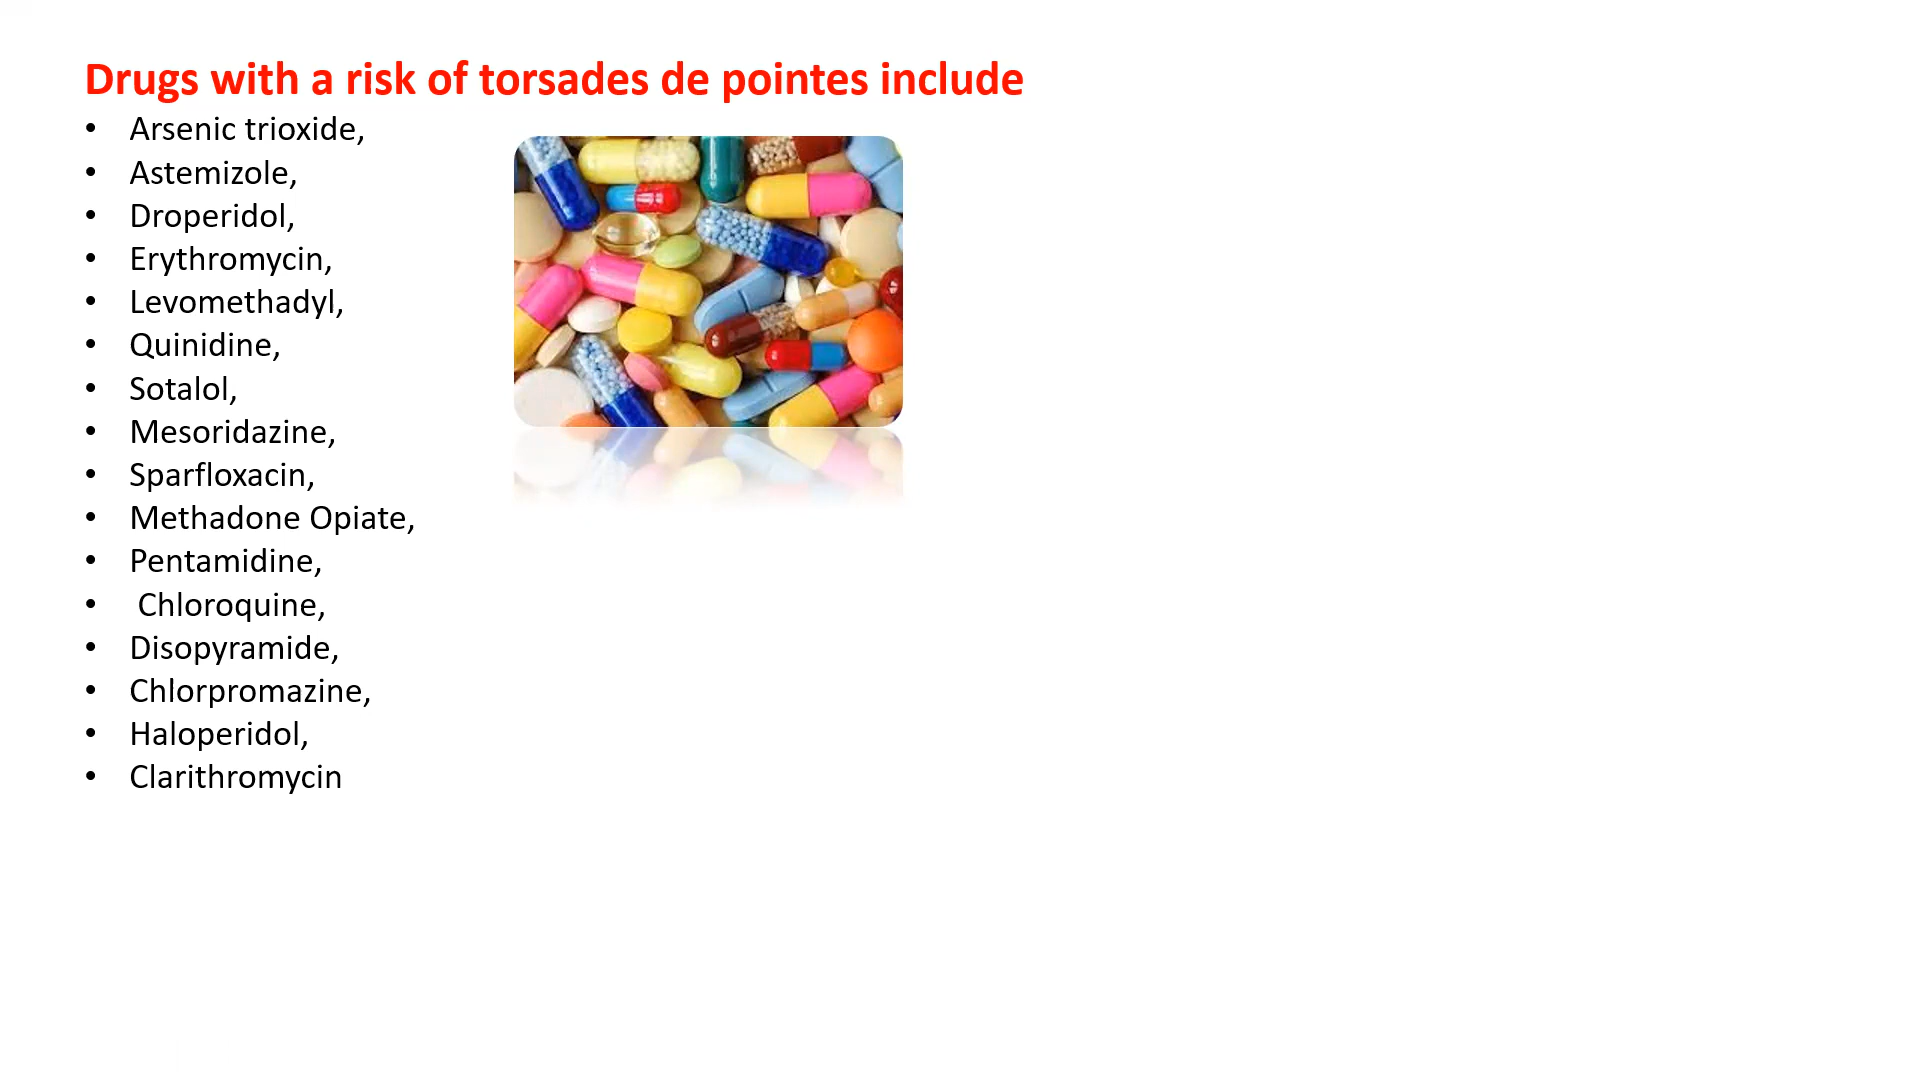 Drugs with a risk of torsades de pointes include
• Arsenic trioxide,
• Astemizole,
• Droperidol,
• Erythromycin,
• Levomethadyl,
• Quinidine,
• Sotalol,
• Mesoridazine,
• Sparfloxacin,
• Methadone Opiate,
• Pentamidine,
• Chloroquine,
• Disopyramide,
• Chlorpromazine,
• Haloperidol,
• Clarithromycin